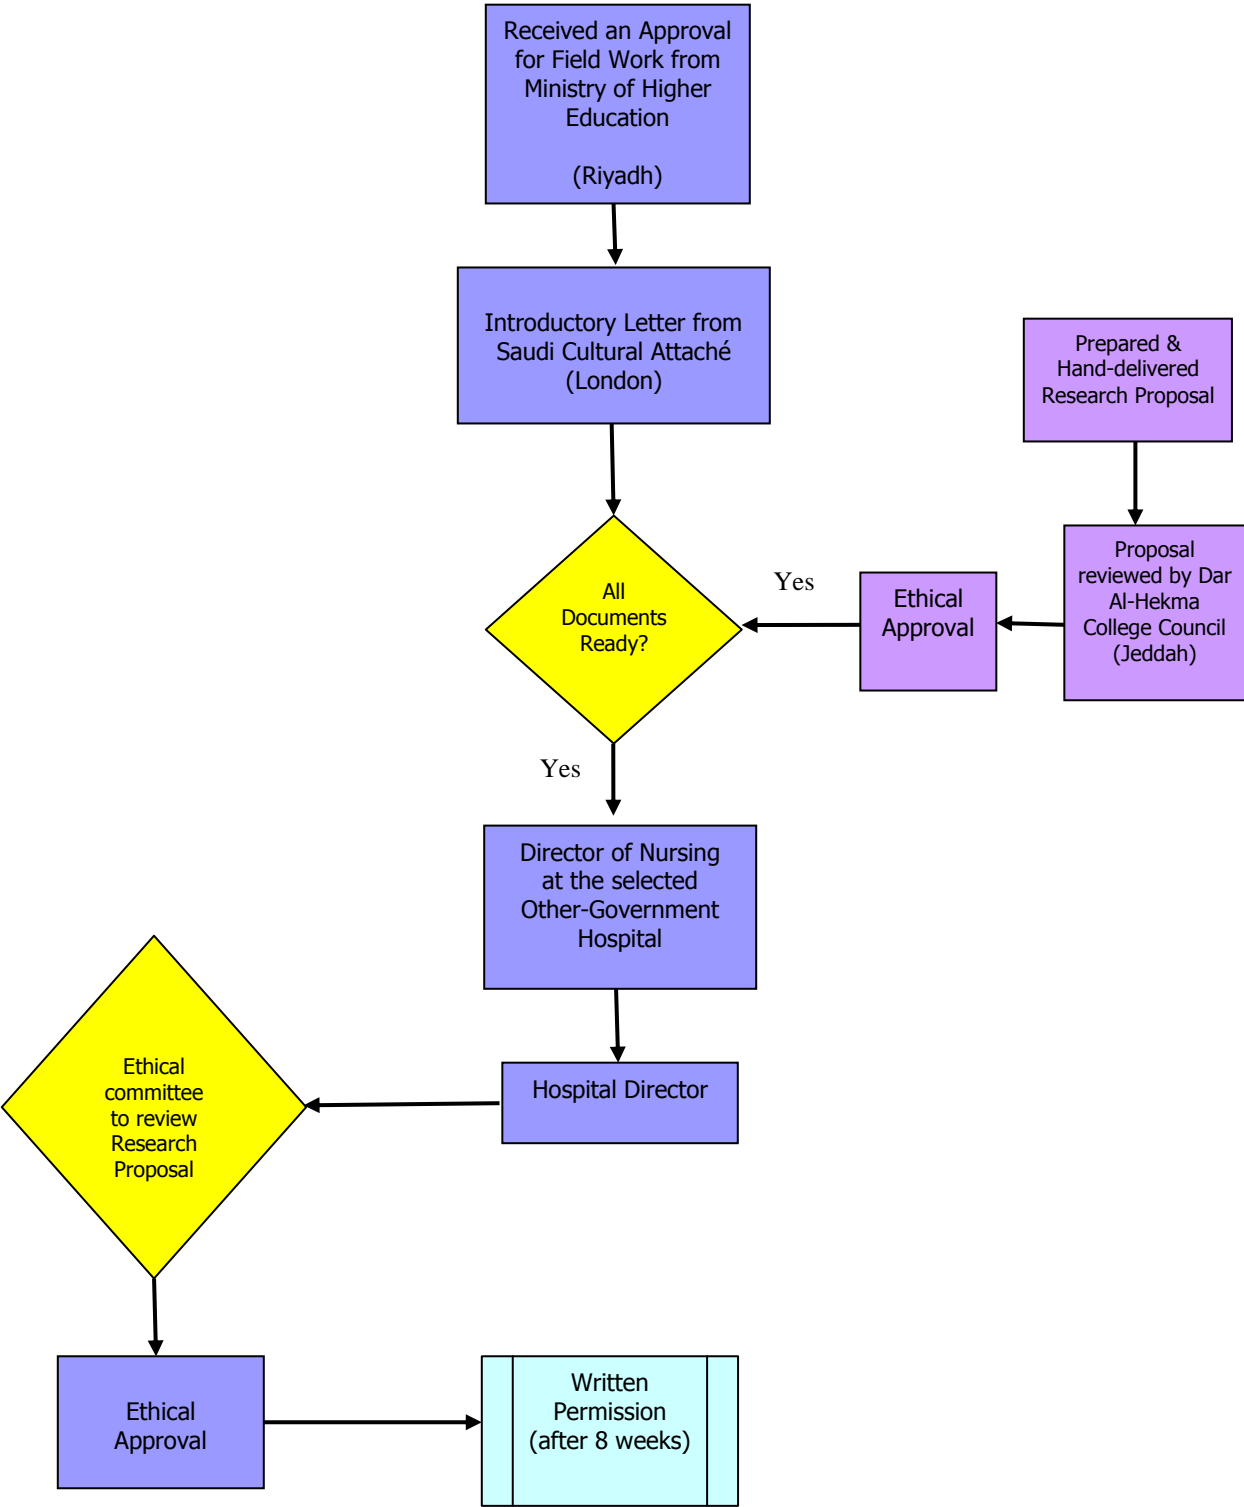 Received an Approval
for Field Work from
Ministry of Higher
Education
(Riyadh)
Introductory Letter from
Saudi Cultural Attaché
(London)
Prepared &
Hand-delivered
Research Proposal
Proposal
reviewed by Dar
Al-Hekma
College Council
(Jeddah)
Ethical
Approval
Yes
All
Documents
Ready?
Yes
Director of Nursing
at the selected
Other-Government
Hospital
Hospital Director
Ethical
committee
to review
Research
Proposal
Ethical
Approval
Written
Permission
(after 8 weeks)